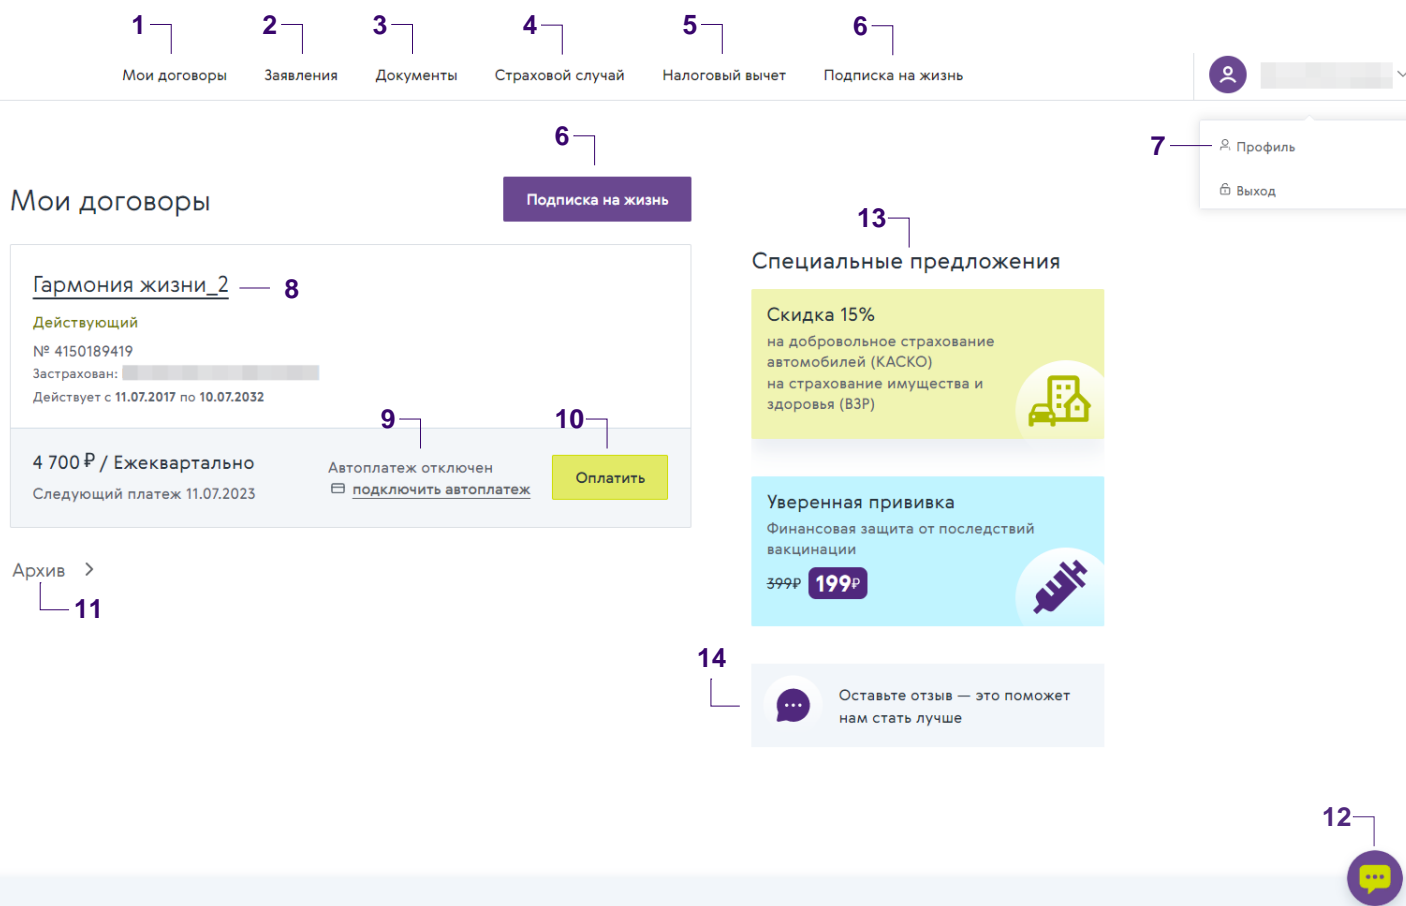 1 2 3 4 5 6
Мои договоры Заявления Документы Страховой случай Налоговый вычет Подписка на жизнь
7
Профиль
Выход
6
Мои договоры
Подписка на жизнь
Гармония жизни_2
8
Действующий
№ 4150189419
Застрахован:
Действует с 11.07.2017 по 10.07.2032
9 10
4 700 ₽ / Ежеквартально
Следующий платеж 11.07.2023
Автоплатеж отключен
подключить автоплатеж
Оплатить
Архив
11
13
Специальные предложения
Скидка 15%
на добровольное страхование
автомобилей (КАСКО)
на страхование имущества и
здоровья (ВЗР)
Уверенная прививка
Финансовая защита от последствий
вакцинации
399₽ 199₽
14
Оставьте отзыв — это поможет
нам стать лучше
12